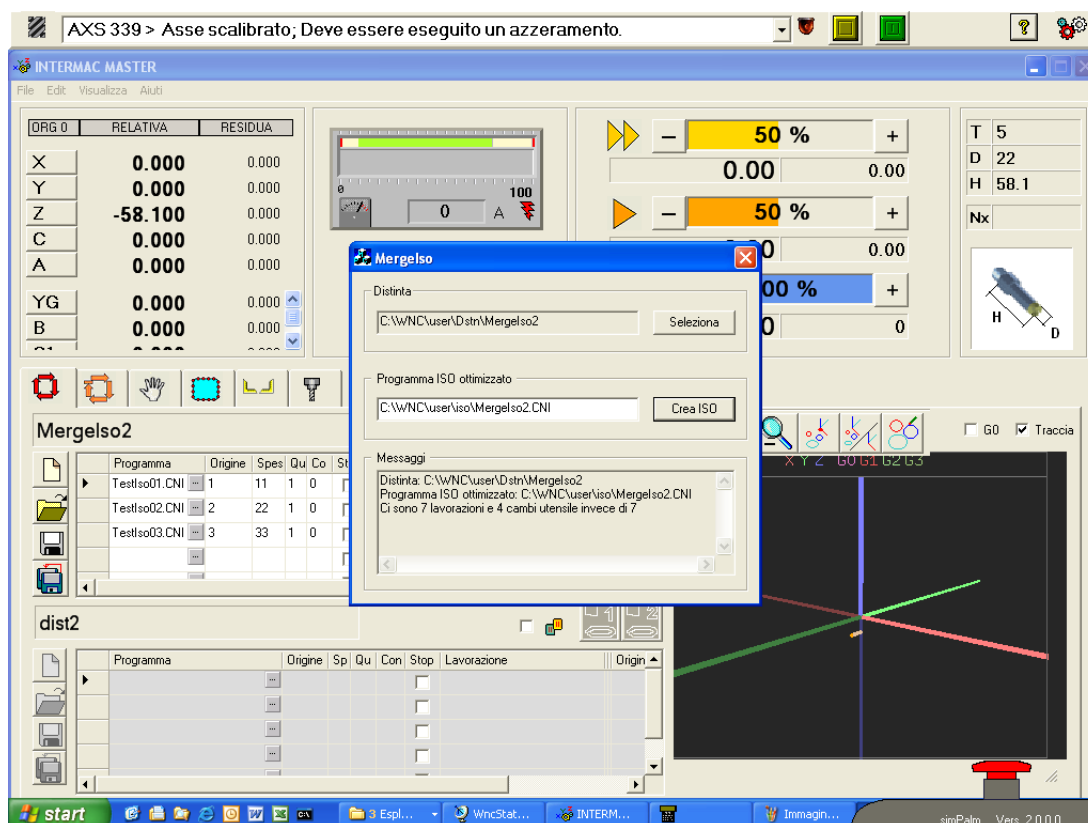 AXS 339 > Asse scalibrato; Deve essere eseguito un azzeramento.
INTERMAC MASTER
File Edit Visualizza Aiuti
ORG 0 RELATIVA RESIDUA
X 0.000 0.000
Y 0.000 0.000
Z -58.100 0.000
C 0.000 0.000
A 0.000 0.000
YG 0.000 0.000
B 0.000 0.000
0 100
0 A
– 50 % +
0.00 0.00
– 50 % +
0.00
+
0
T 5
D 22
H 58.1
Nx
H D
MergeIso
Distinta
C:\WNC\user\Dstn\MergeIso2 Seleziona
Programma ISO ottimizzato
C:\WNC\user\iso\MergeIso2.CNI Crea ISO
Messaggi
Distinta: C:\WNC\user\Dstn\MergeIso2
Programma ISO ottimizzato: C:\WNC\user\iso\MergeIso2.CNI
Ci sono 7 lavorazioni e 4 cambi utensile invece di 7
MergeIso2
Programma Origine Spes Qu Co St
TestIso01.CNI ... 1 11 1 0
TestIso02.CNI ... 2 22 1 0
TestIso03.CNI ... 3 33 1 0
...
G0 Traccia
X Y Z G0 G1 G2 G3
dist2
1 2
Programma Origine Sp Qu Con Stop Lavorazione Origin
...
...
...
...
start 3 Espl... WncStat... INTERM... Immagin...
simPalm Vers. 2.0.0.0